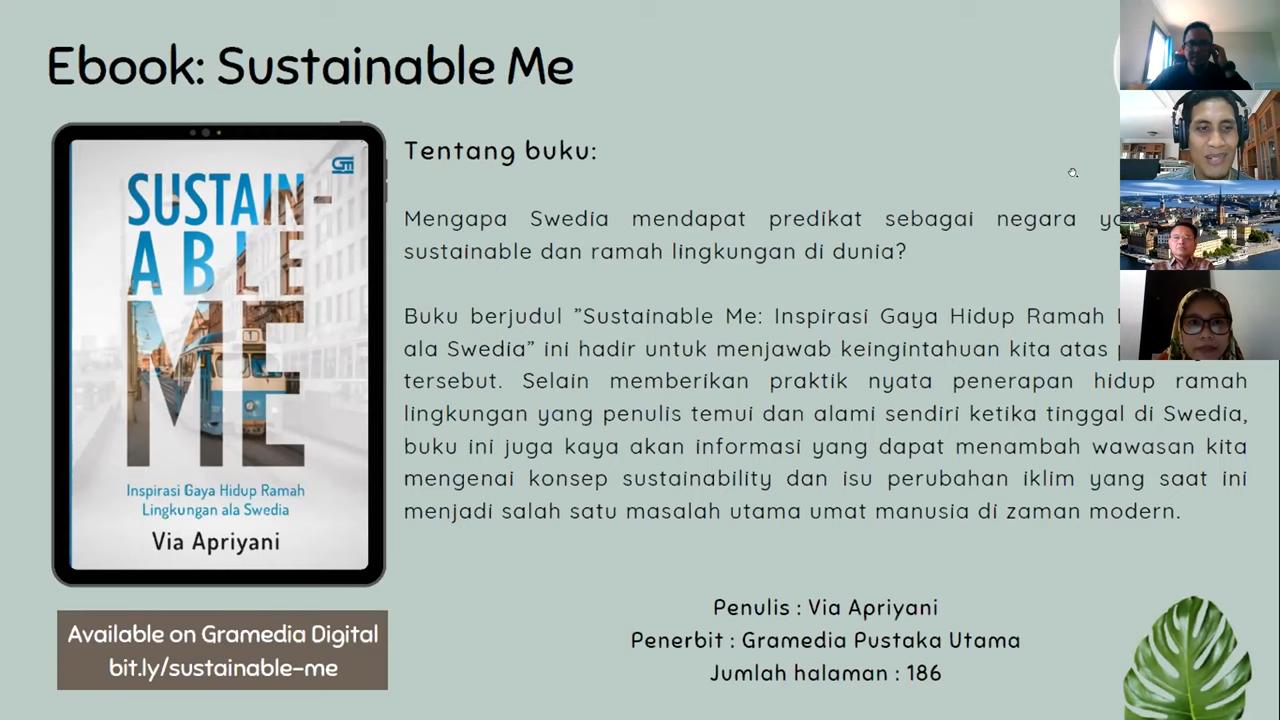 Ebook: Sustainable Me
SUSTAIN-
ABLE
ME
Inspirasi Gaya Hidup Ramah
Lingkungan ala Swedia
Via Apriyani
Available on Gramedia Digital
bit.ly/sustainable-me
Tentang buku:
Mengapa Swedia mendapat predikat sebagai negara
sustainable dan ramah lingkungan di dunia?
Buku berjudul ”Sustainable Me: Inspirasi Gaya Hidup Ramah
ala Swedia” ini hadir untuk menjawab keingintahuan kita atas
tersebut. Selain memberikan praktik nyata penerapan hidup ramah
lingkungan yang penulis temui dan alami sendiri ketika tinggal di Swedia,
buku ini juga kaya akan informasi yang dapat menambah wawasan kita
mengenai konsep sustainability dan isu perubahan iklim yang saat ini
menjadi salah satu masalah utama umat manusia di zaman modern.
Penulis : Via Apriyani
Penerbit : Gramedia Pustaka Utama
Jumlah halaman : 186